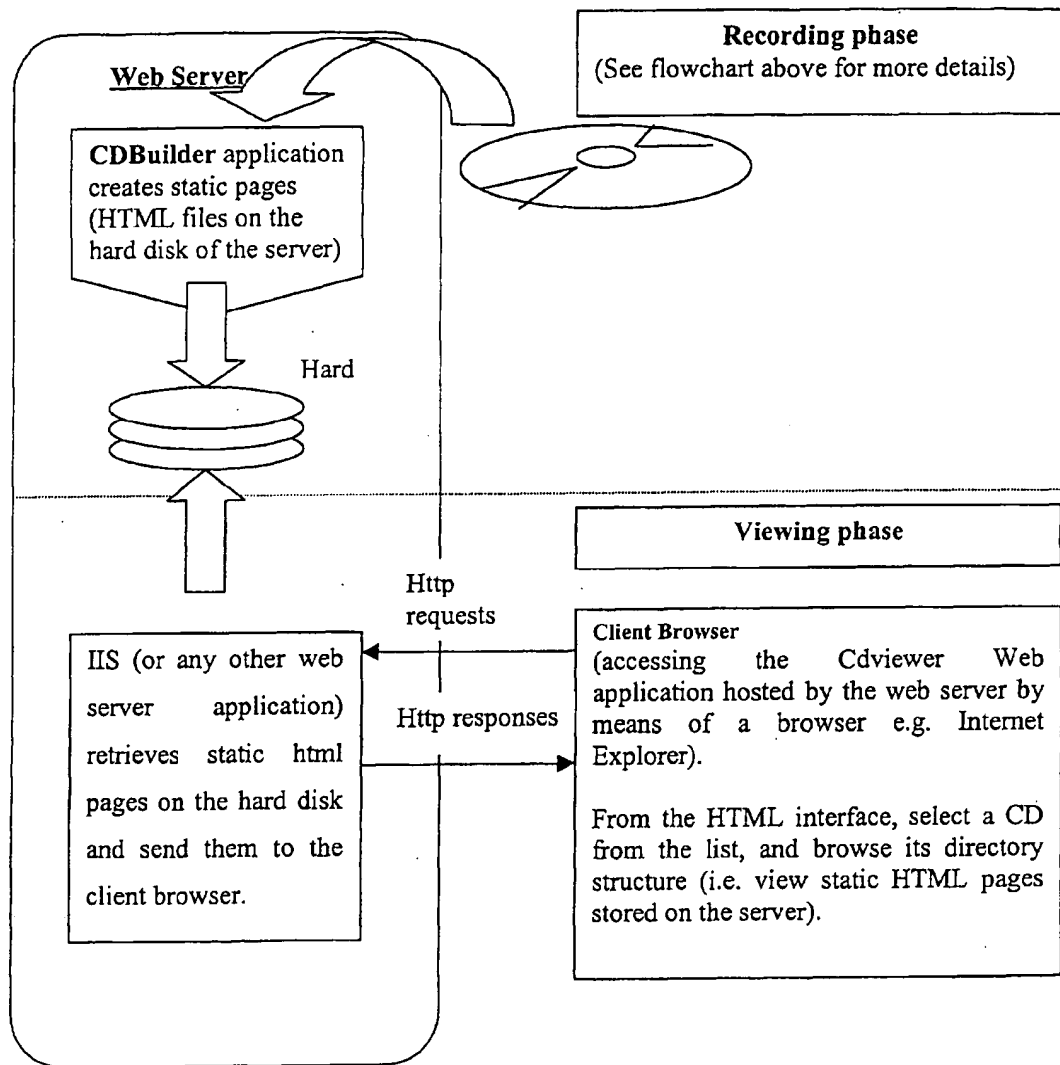 Recording phase
(See flowchart above for more details)
Web Server
CDBuilder application
creates static pages
(HTML files on the
hard disk of the server)
Hard
Viewing phase
Http
requests
Http responses
IIS (or any other web
server application)
retrieves static html
pages on the hard disk
and send them to the
client browser.
Client Browser
(accessing the Cdviewer Web
application hosted by the web server by
means of a browser e.g. Internet
Explorer).
From the HTML interface, select a CD
from the list, and browse its directory
structure (i.e. view static HTML pages
stored on the server).